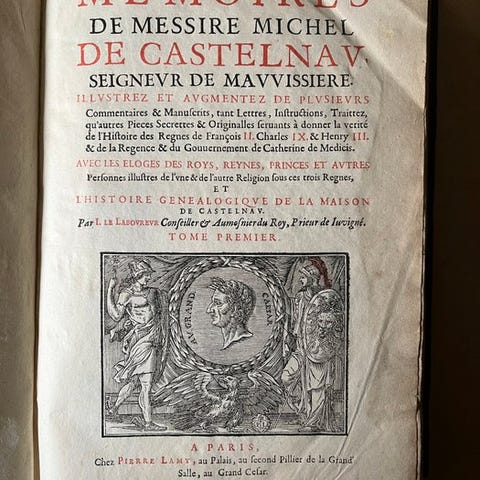 MEMOIRES
DE MESSIRE MICHEL
DE CASTELNAV,
SEIGNEVR DE MAVVISSIERE.
ILLVSTREZ ET AVGMENTEZ DE PLVSIEVRS
Commentaires & Manuscrits, tant Lettres, Instructions, Traittez,
qu'autres Pieces Secrettes & Originalles seruants à donner la verité
de l'Histoire des Regnes de François II. Charles IX. & Henry III.
& de la Regence & du Gouuernement de Catherine de Medicis.
AVEC LES ELOGES DES ROYS, REYNES, PRINCES ET AVTRES
Personnes illustres de l'vne & de l'autre Religion sous ces trois Regnes,
ET
L'HISTOIRE GENEALOGIQVE DE LA MAISON
DE CASTELNAV.
Par I. LE LABOVREVR Conseiller & Aumosnier du Roy, Prieur de Iuvigné.
TOME PREMIER.
AV GRAND CAESAR
A PARIS,
Chez PIERRE LAMY, au Palais, au second Pillier de la Grand'
Salle, au Grand Cesar.